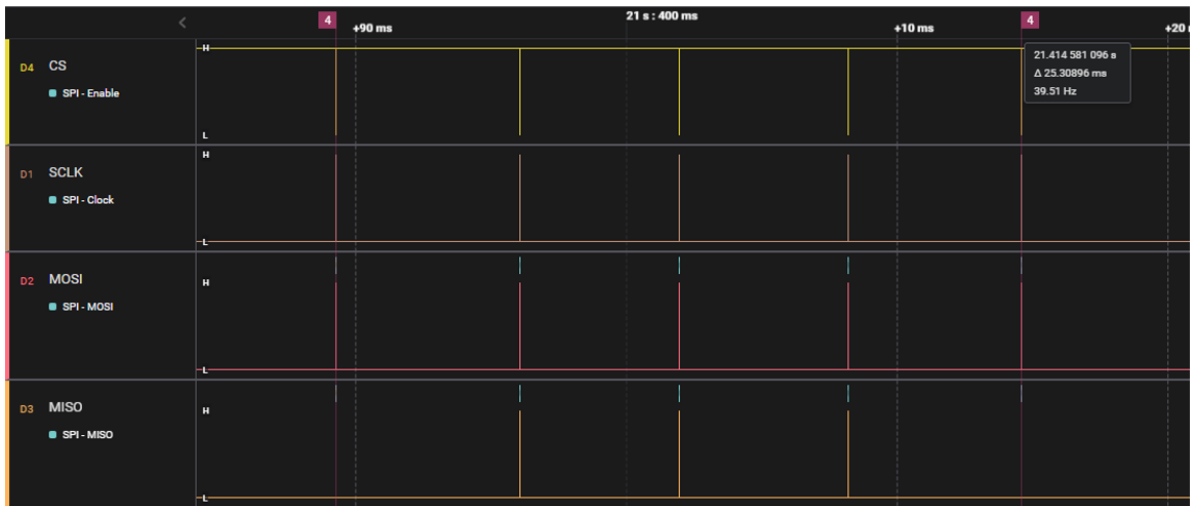 4
+90 ms
21 s : 400 ms
+10 ms
4
+20
21.414 581 096 s
Δ 25.30896 ms
39.51 Hz
D4 CS
SPI - Enable
H
L
D1 SCLK
SPI - Clock
H
L
D2 MOSI
SPI - MOSI
H
L
D3 MISO
SPI - MISO
H
L